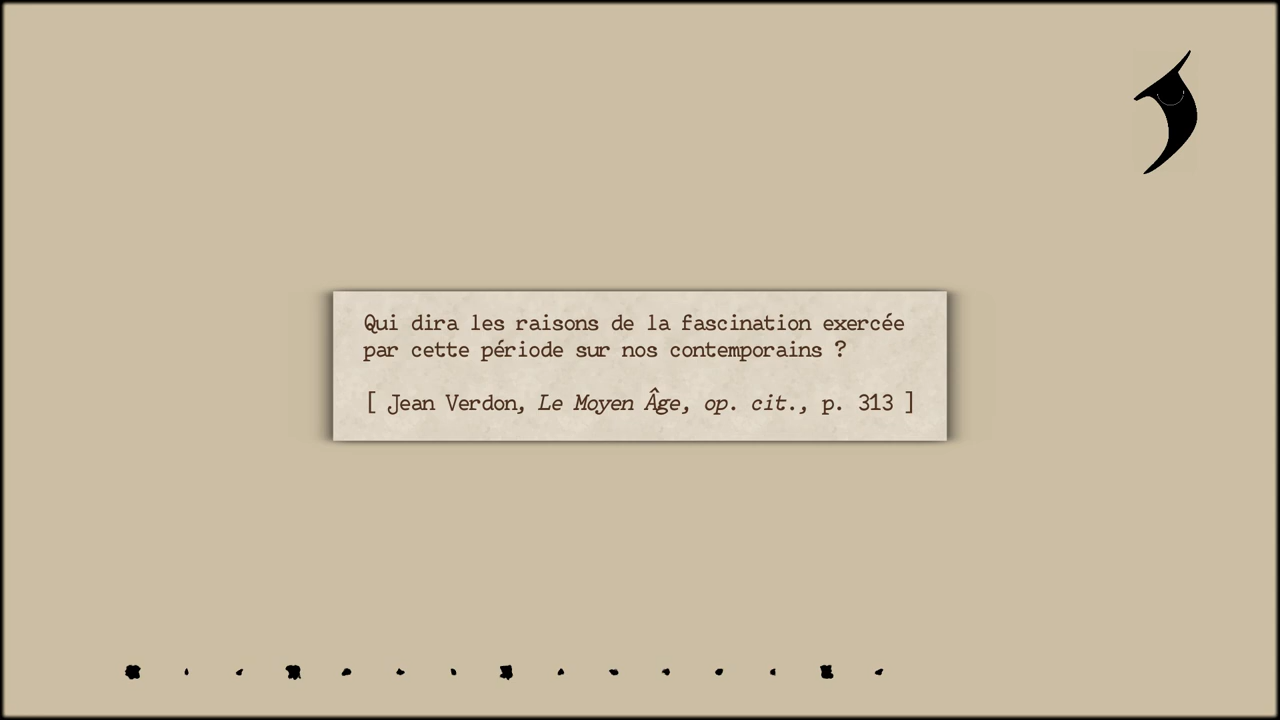 Qui dira les raisons de la fascination exercée
par cette période sur nos contemporains ?
[ Jean Verdon, Le Moyen Âge, op. cit., p. 313 ]